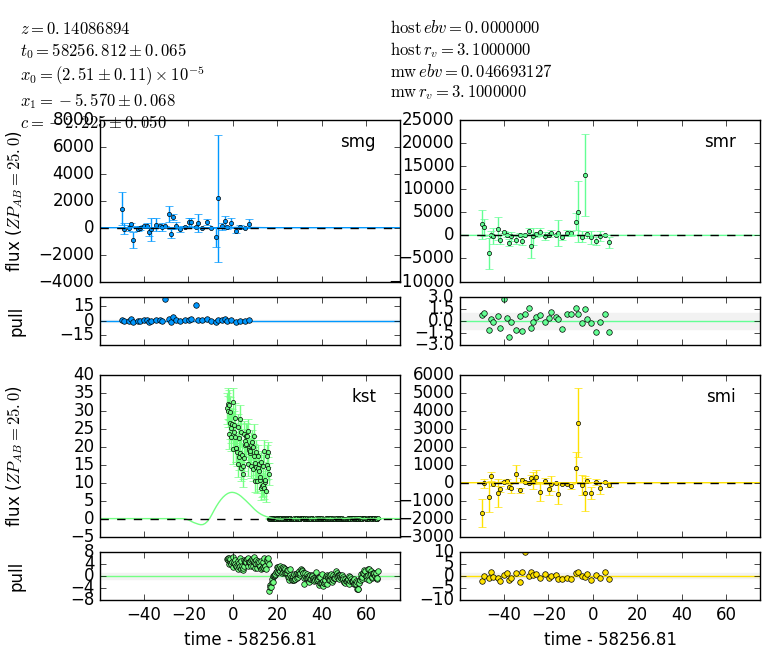 z = 0.14086894
t0 = 58256.812 ± 0.065
x0 = (2.51 ± 0.11) × 10^-5
x1 = −5.570 ± 0.068
c = −2.225 ± 0.050
host ebv = 0.0000000
host r_v = 3.1000000
mw ebv = 0.046693127
mw r_v = 3.1000000
flux (ZP_AB = 25.0)
8000
6000
4000
2000
0
−2000
−4000
smg
25000
20000
15000
10000
5000
0
−5000
−10000
smr
pull
15
0
−15
3.0
1.5
0.0
−1.5
−3.0
flux (ZP_AB = 25.0)
40
35
30
25
20
15
10
5
0
−5
kst
6000
5000
4000
3000
2000
1000
0
−1000
−2000
−3000
smi
pull
8
4
0
−4
−8
10
5
0
−5
−10
−40 −20 0 20 40 60
−40 −20 0 20 40 60
time - 58256.81
time - 58256.81